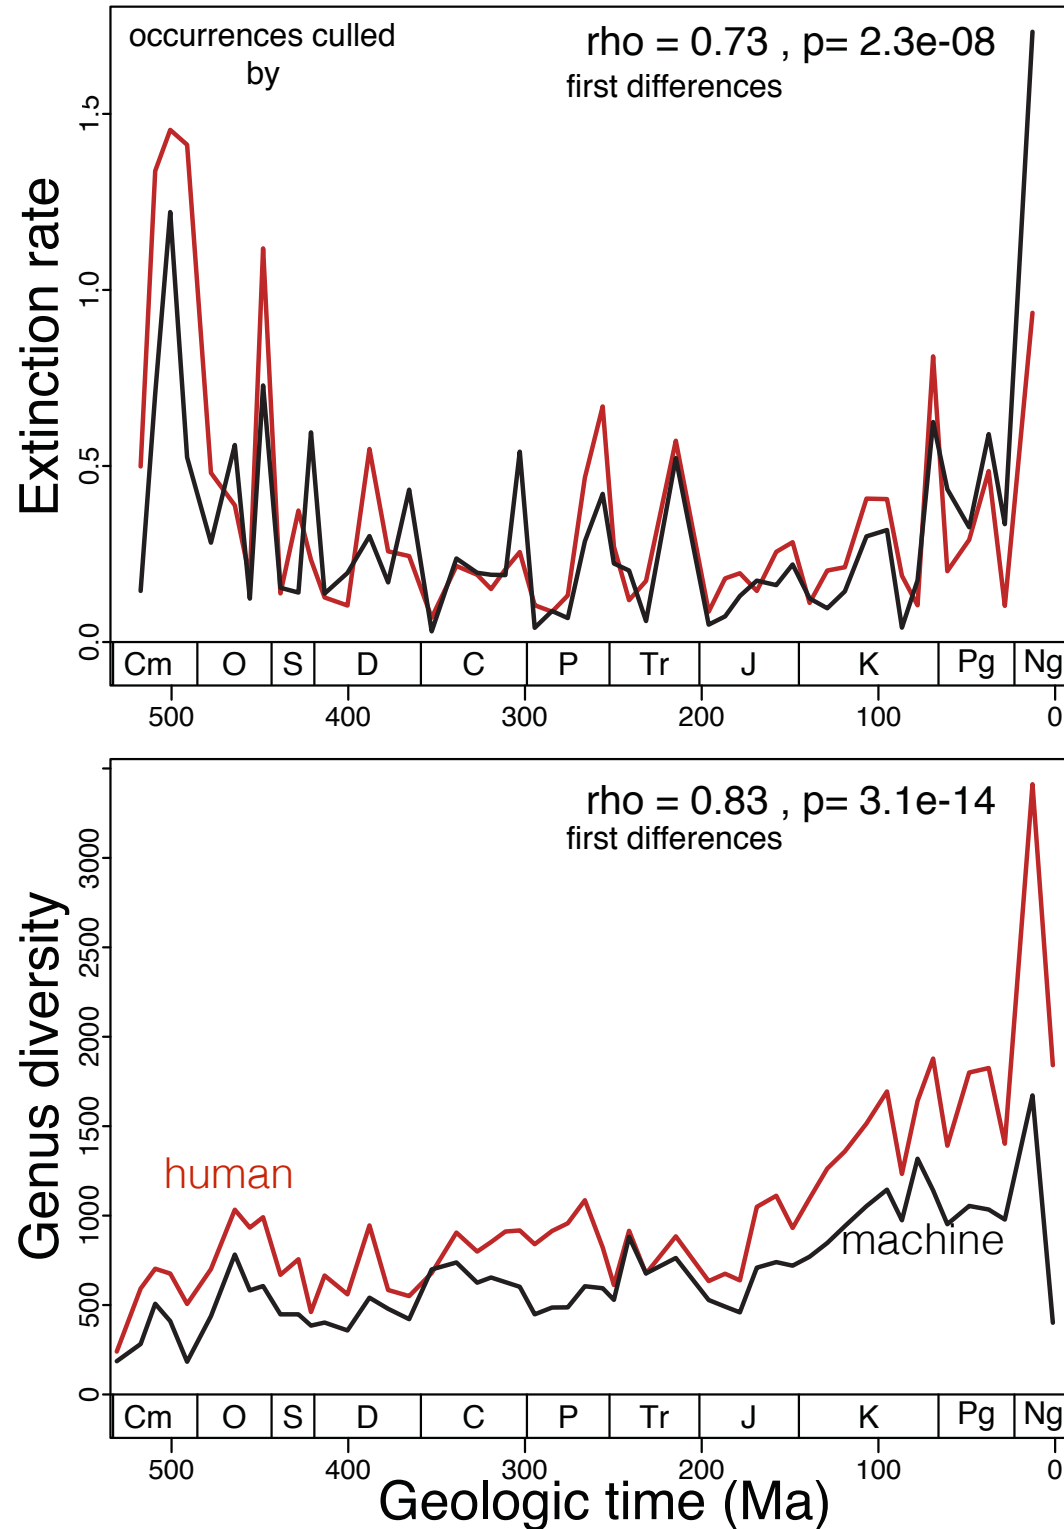 occurrences culled
by
rho = 0.73 , p= 2.3e-08
first differences
Extinction rate
1.5
1.0
0.5
0.0
Cm O S D C P Tr J K Pg Ng
500 400 300 200 100 0
rho = 0.83 , p= 3.1e-14
first differences
Genus diversity
3000
2500
2000
1500
1000
500
0
human
machine
Cm O S D C P Tr J K Pg Ng
500 400 300 200 100 0
Geologic time (Ma)